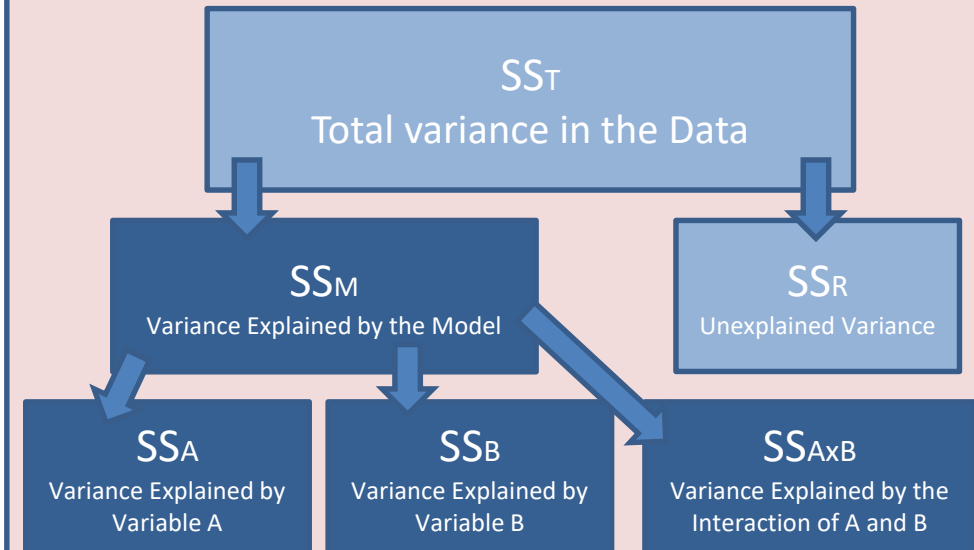 SST
Total variance in the Data
SSM
Variance Explained by the Model
SSR
Unexplained Variance
SSA
Variance Explained by
Variable A
SSB
Variance Explained by
Variable B
SSAxB
Variance Explained by the
Interaction of A and B